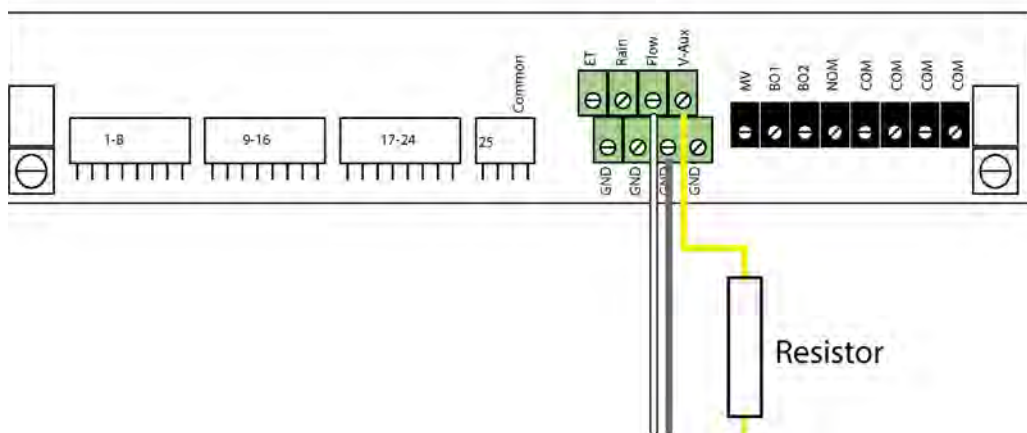 ET
Rain
Flow
V-Aux
MV
BO1
BO2
NOM
COM
COM
COM
COM
Common
1-8
9-16
17-24
25
GND
GND
GND
GND
Resistor